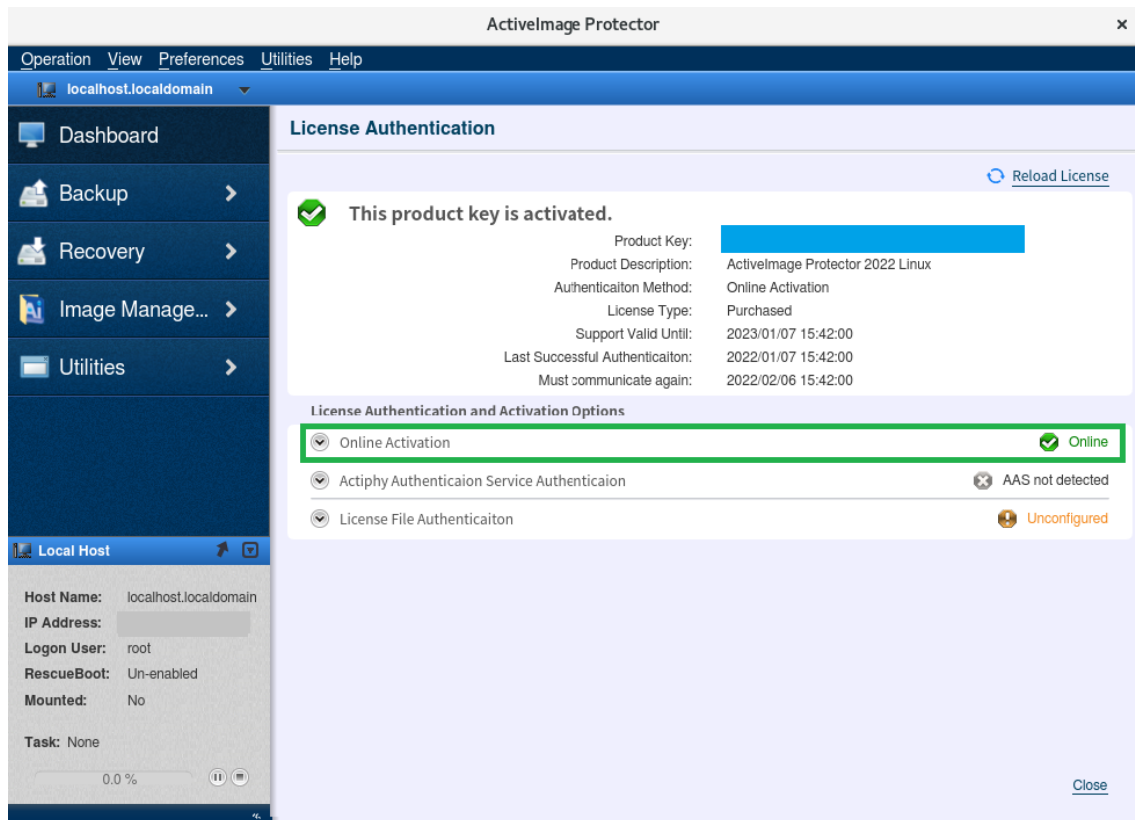 ActiveImage Protector
Operation View Preferences Utilities Help
localhost.localdomain
Dashboard
Backup
Recovery
Image Manage...
Utilities
License Authentication
Reload License
This product key is activated.
Product Key:
Product Description: ActiveImage Protector 2022 Linux
Authenticaiton Method: Online Activation
License Type: Purchased
Support Valid Until: 2023/01/07 15:42:00
Last Successful Authenticaiton: 2022/01/07 15:42:00
Must communicate again: 2022/02/06 15:42:00
License Authentication and Activation Options
Online Activation Online
Actiphy Authenticaion Service Authenticaion AAS not detected
License File Authenticaiton Unconfigured
Local Host
Host Name: localhost.localdomain
IP Address:
Logon User: root
RescueBoot: Un-enabled
Mounted: No
Task: None
0.0 %
Close